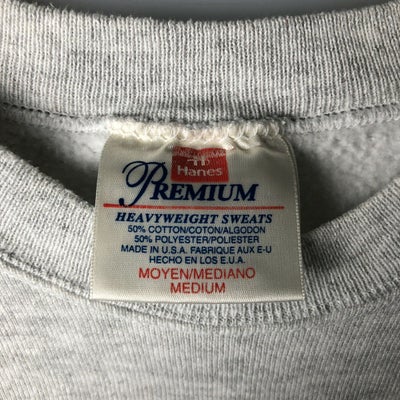 Hanes
PREMIUM
HEAVYWEIGHT SWEATS
50% COTTON/COTON/ALGODON
50% POLYESTER/POLIESTER
MADE IN U.S.A. FABRIQUE AUX E-U
HECHO EN LOS E.U.A.
MOYEN/MEDIANO
MEDIUM